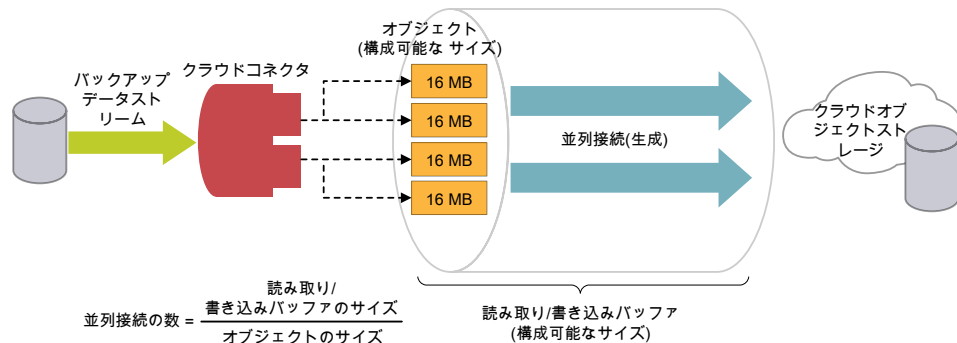 バックアップ
データスト
リーム
クラウドコネクタ
オブジェクト
(構成可能な サイズ)
16 MB
16 MB
16 MB
16 MB
並列接続(生成)
クラウドオブ
ジェクトスト
レージ
並列接続の数 =
読み取り/
書き込みバッファのサイズ
オブジェクトのサイズ
読み取り/書き込みバッファ
(構成可能なサイズ)